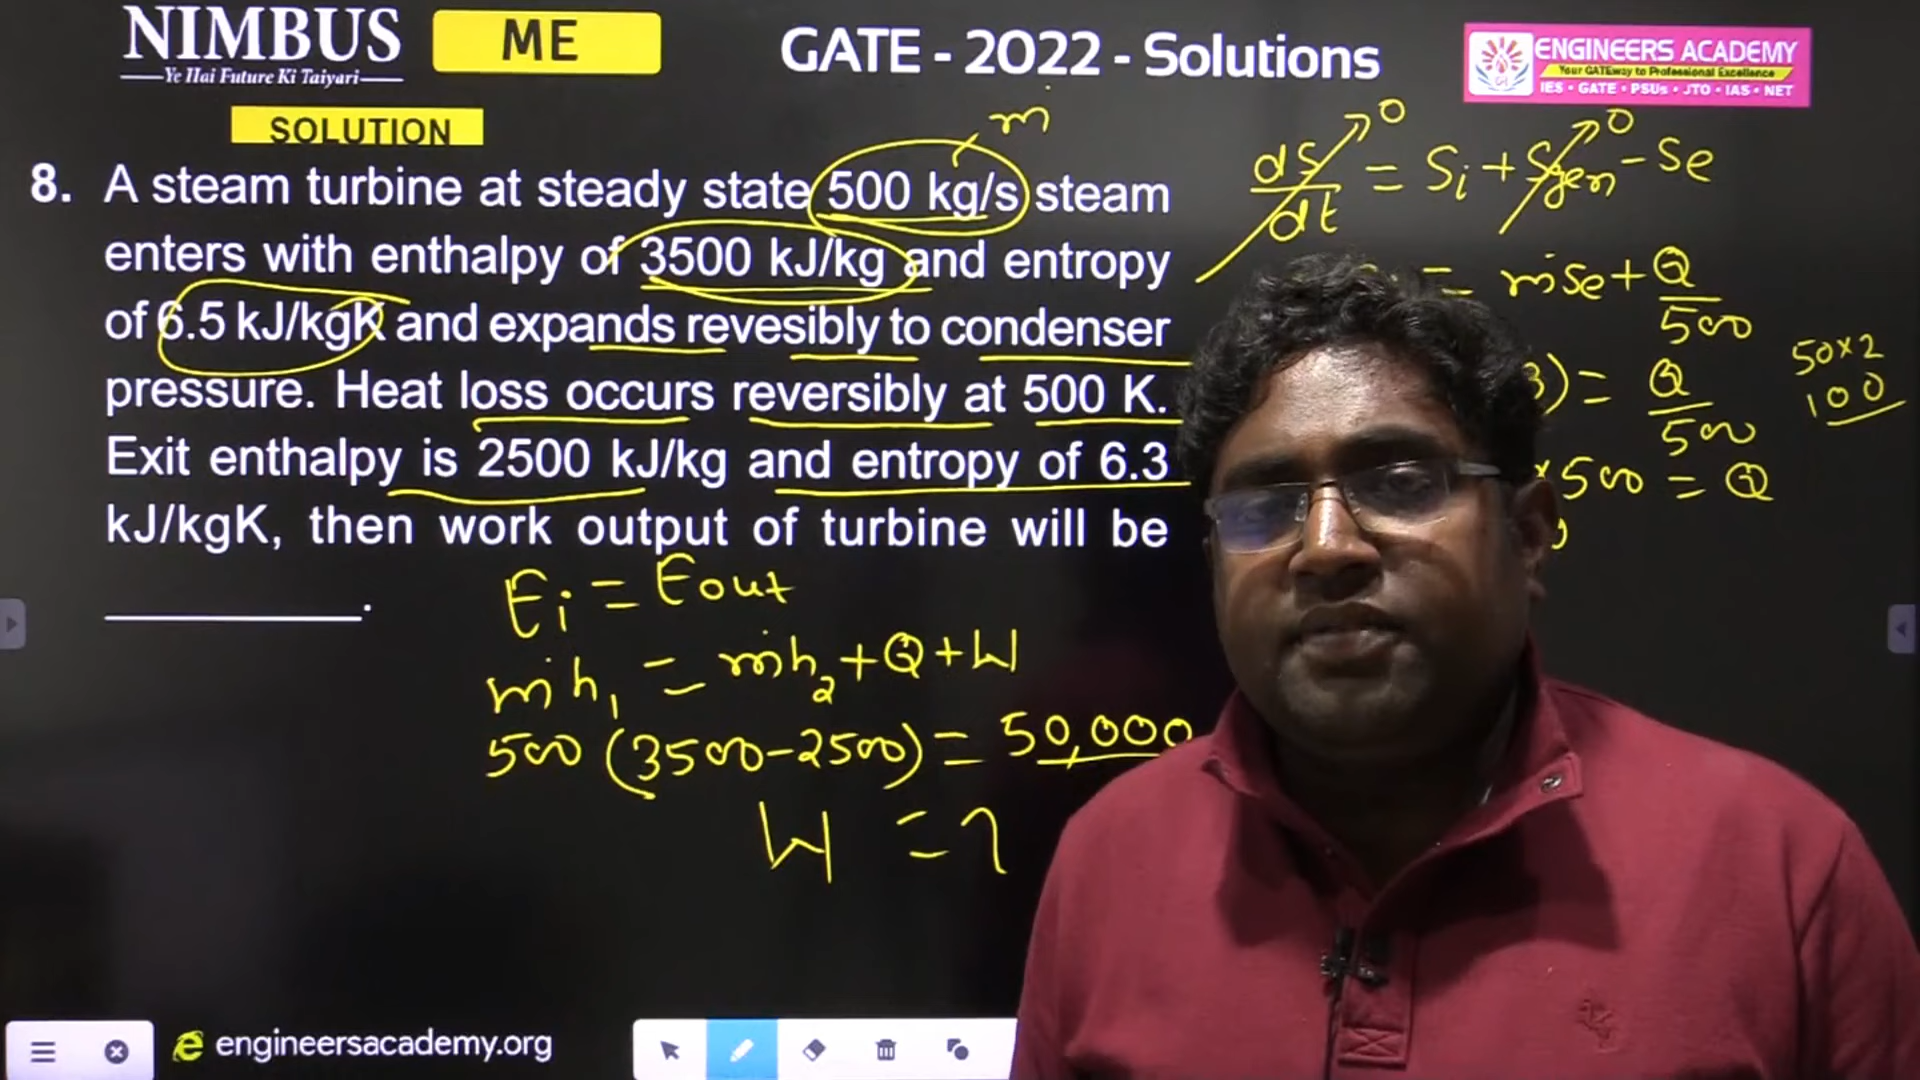 NIMBUS
Ye Hai Future Ki Taiyari
ME
GATE - 2022 - Solutions
ENGINEERS ACADEMY
Your GATEway to Professional Excellence
IES • GATE • PSUs • JTO • IAS • NET
SOLUTION
8. A steam turbine at steady state 500 kg/s steam
enters with enthalpy of 3500 kJ/kg and entropy
of 6.5 kJ/kgK and expands revesibly to condenser
pressure. Heat loss occurs reversibly at 500 K.
Exit enthalpy is 2500 kJ/kg and entropy of 6.3
kJ/kgK, then work output of turbine will be
____________.
ṁ
dS/dt → 0 = Si + Sgen → 0 - Se
= ṁse + Q/500
3) = Q/500
50×2
100
×500 = Q
Ei = Eout
ṁh1 = ṁh2 + Q + W
500 (3500-2500) = 50,000
W = ?
engineersacademy.org